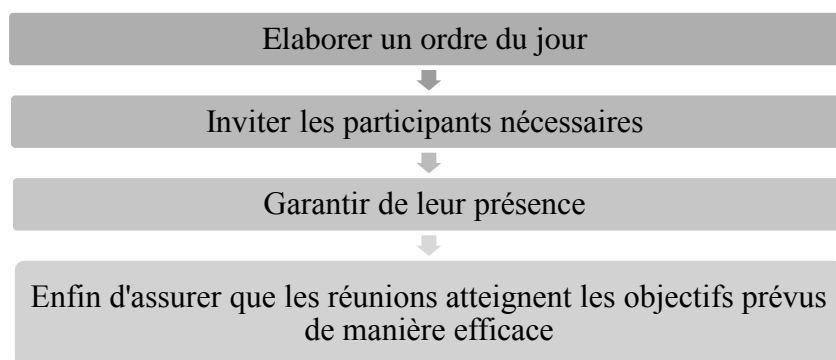 Elaborer un ordre du jour
Inviter les participants nécessaires
Garantir de leur présence
Enfin d'assurer que les réunions atteignent les objectifs prévus
de manière efficace